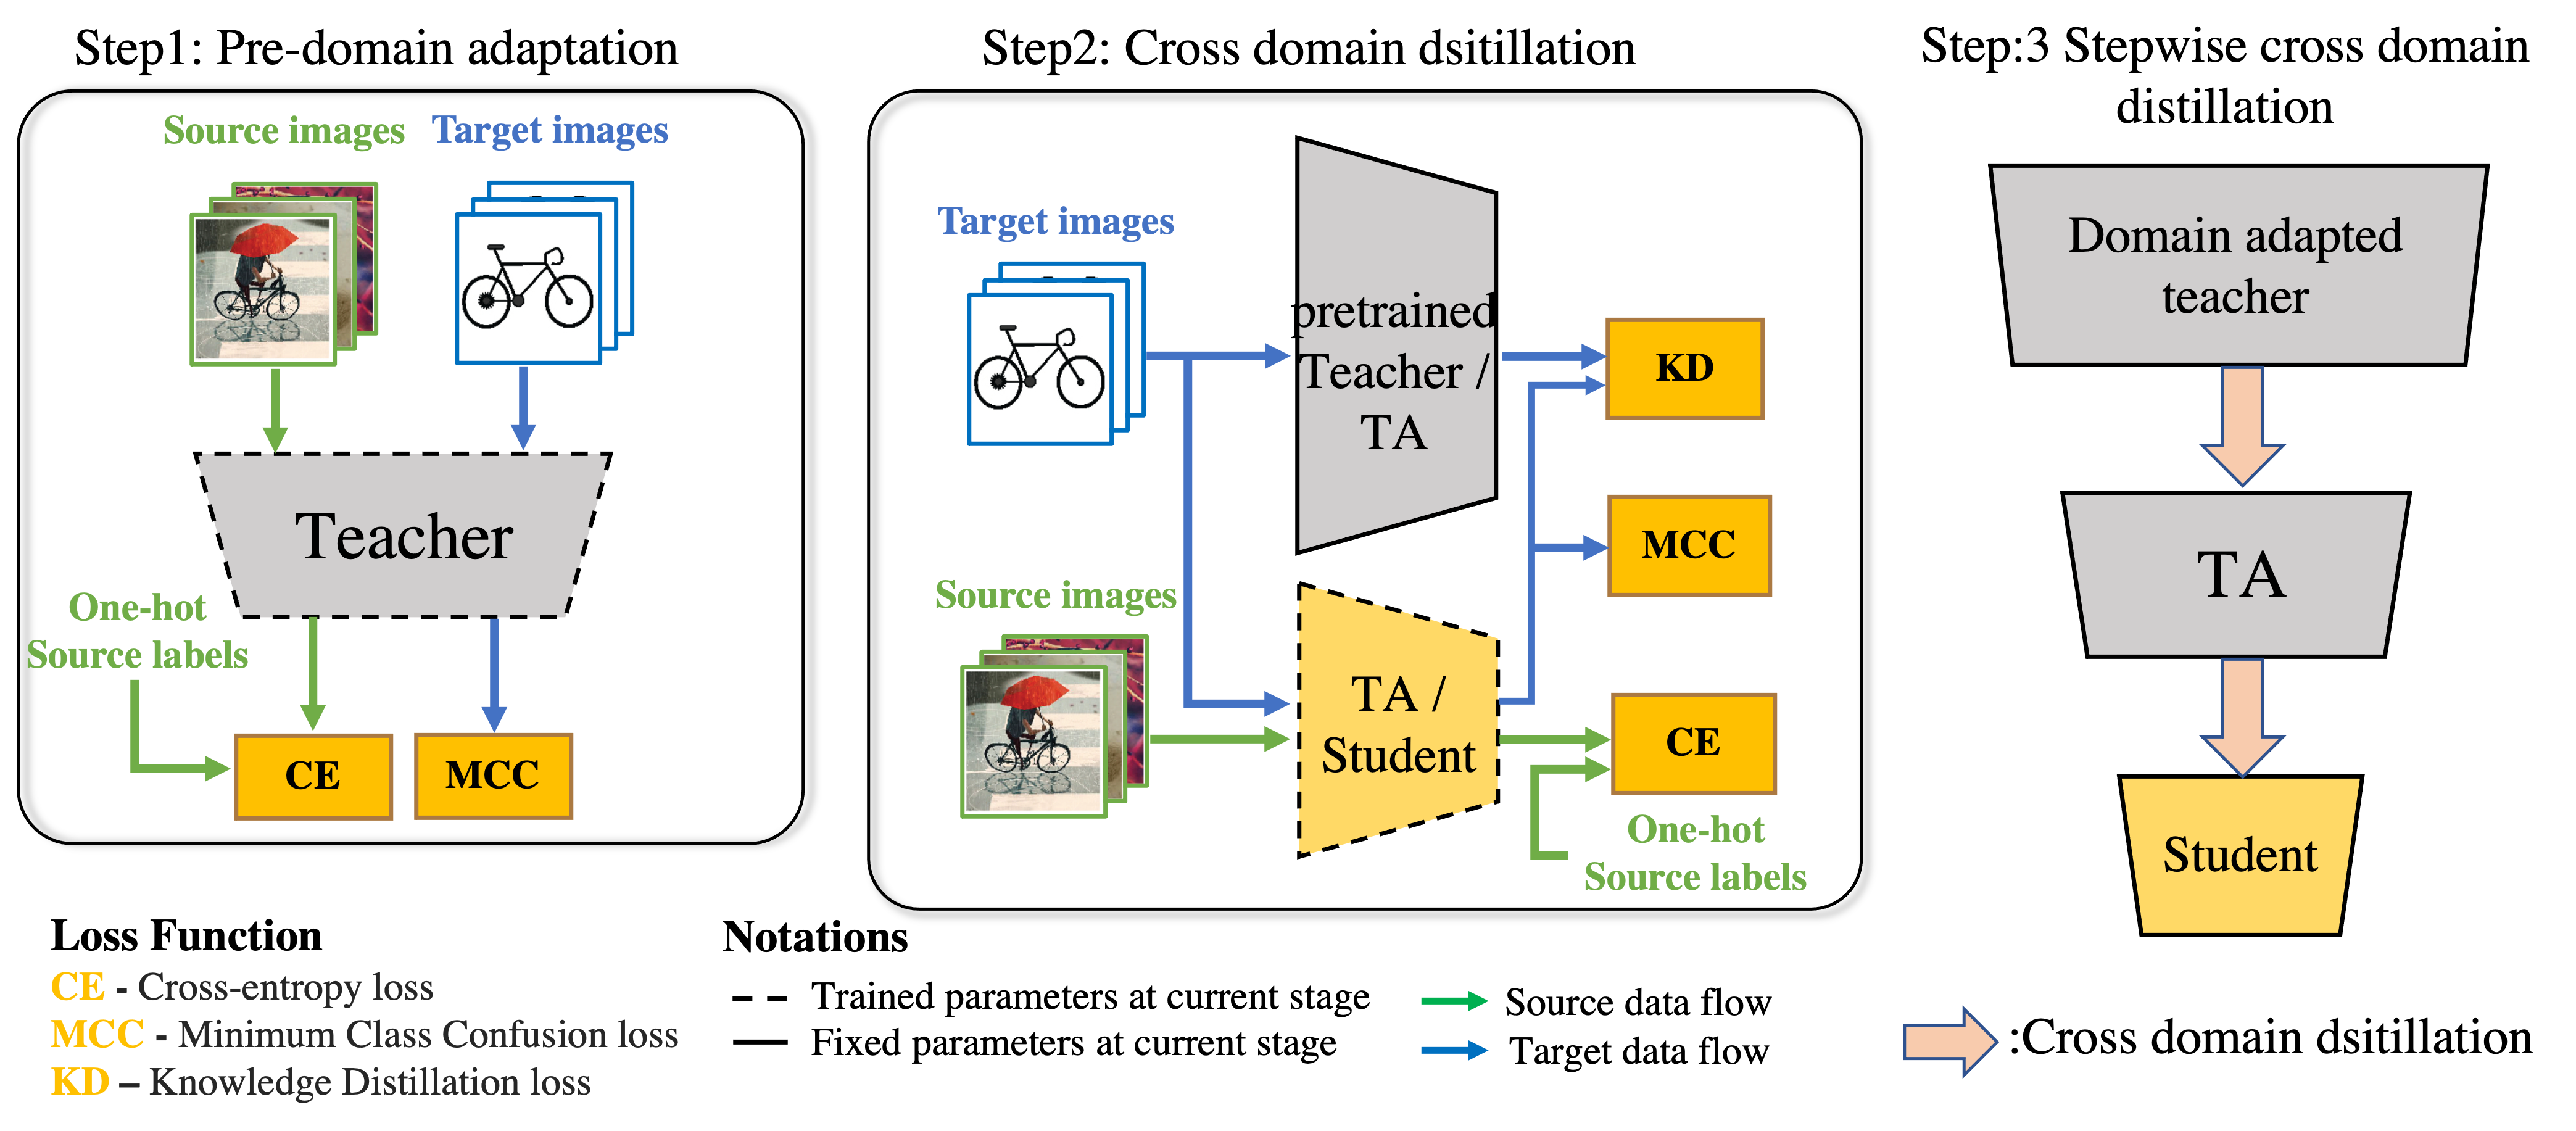 Step1: Pre-domain adaptation
Source images
Target images
Teacher
One-hot
Source labels
CE
MCC
Step2: Cross domain dsitillation
Target images
pretrained
Teacher /
TA
KD
MCC
Source images
TA /
Student
CE
One-hot
Source labels
Step:3 Stepwise cross domain
distillation
Domain adapted
teacher
TA
Student
:Cross domain dsitillation
Loss Function
CE - Cross-entropy loss
MCC - Minimum Class Confusion loss
KD – Knowledge Distillation loss
Notations
Trained parameters at current stage
Fixed parameters at current stage
Source data flow
Target data flow